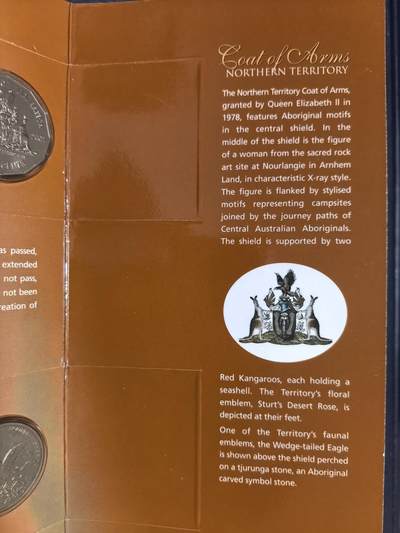 Coat of Arms
NORTHERN TERRITORY
The Northern Territory Coat of Arms,
granted by Queen Elizabeth II in
1978, features Aboriginal motifs
in the central shield. In the
middle of the shield is the figure
of a woman from the sacred rock
art site at Nourlangie in Arnhem
Land, in characteristic X-ray style.
The figure is flanked by stylised
motifs representing campsites
joined by the journey paths of
Central Australian Aboriginals.
The shield is supported by two
Red Kangaroos, each holding a
seashell. The Territory's floral
emblem, Sturt's Desert Rose, is
depicted at their feet.
One of the Territory's faunal
emblems, the Wedge-tailed Eagle
is shown above the shield perched
on a tjurunga stone, an Aboriginal
carved symbol stone.
passed,
extended
not pass,
not been
creation of